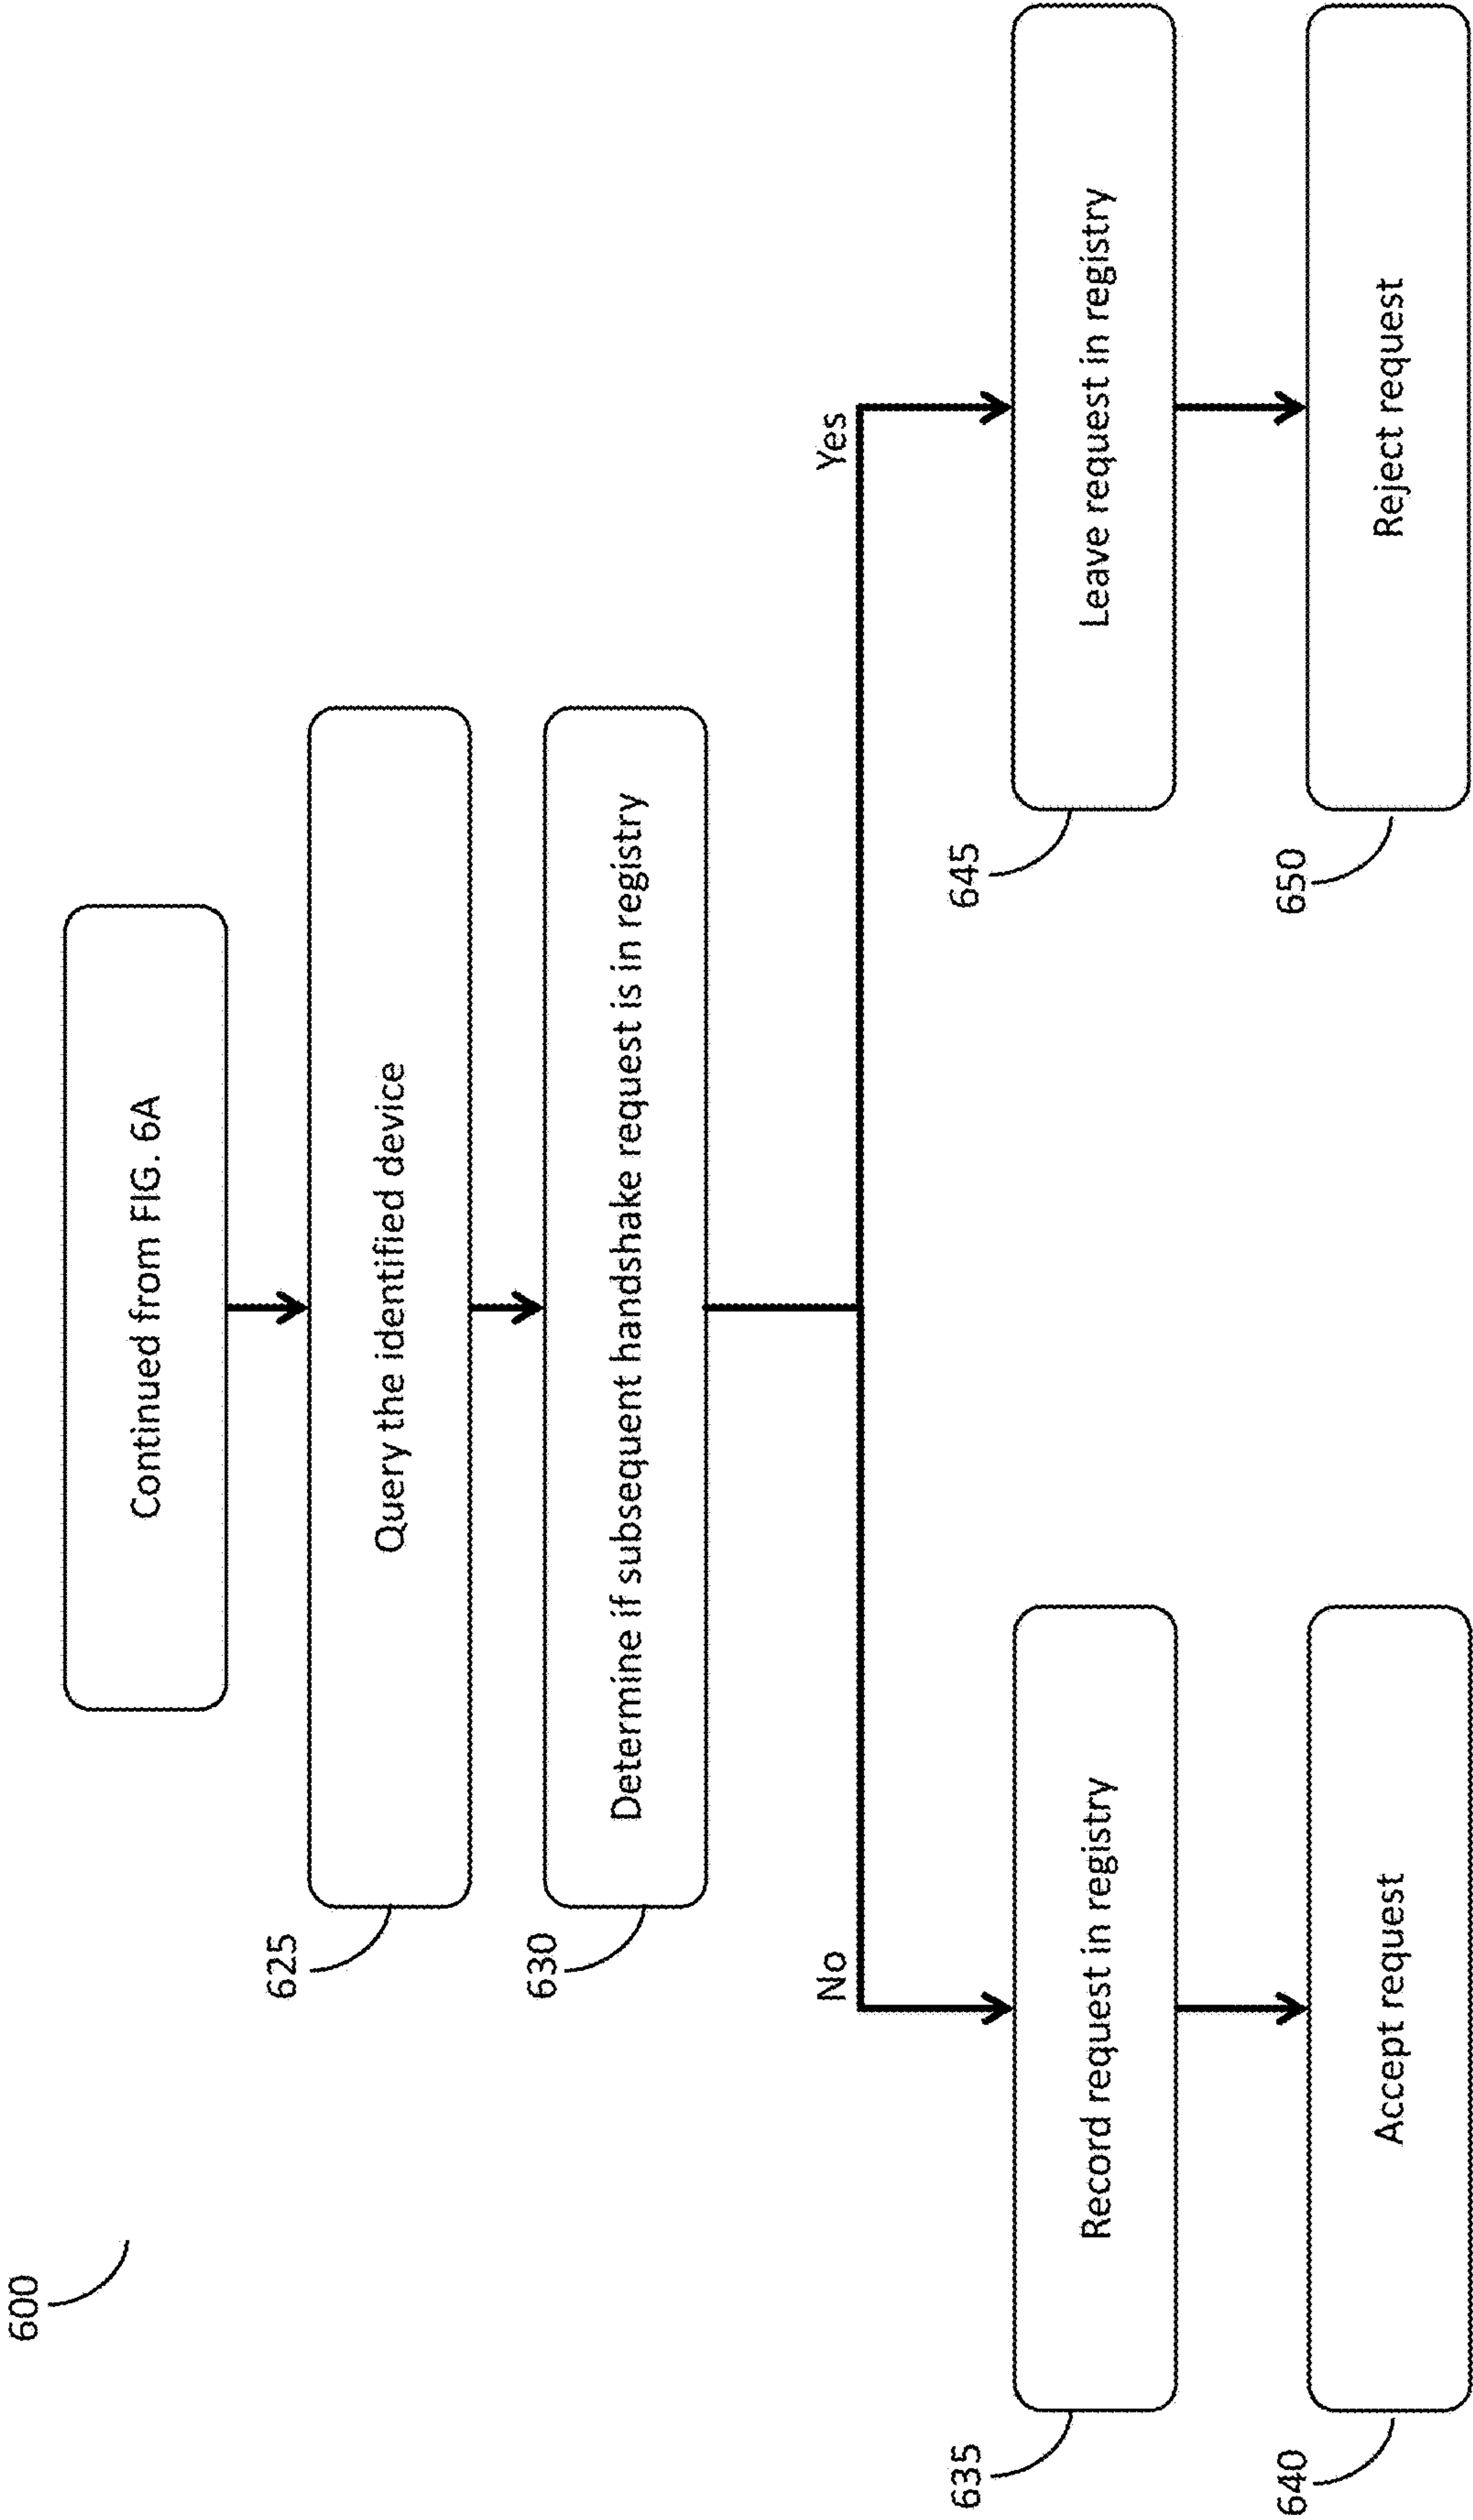 600
Continued from FIG. 6A
625
Query the identified device
630
Determine if subsequent handshake request is in registry
No
Yes
635
Record request in registry
645
Leave request in registry
640
Accept request
650
Reject request